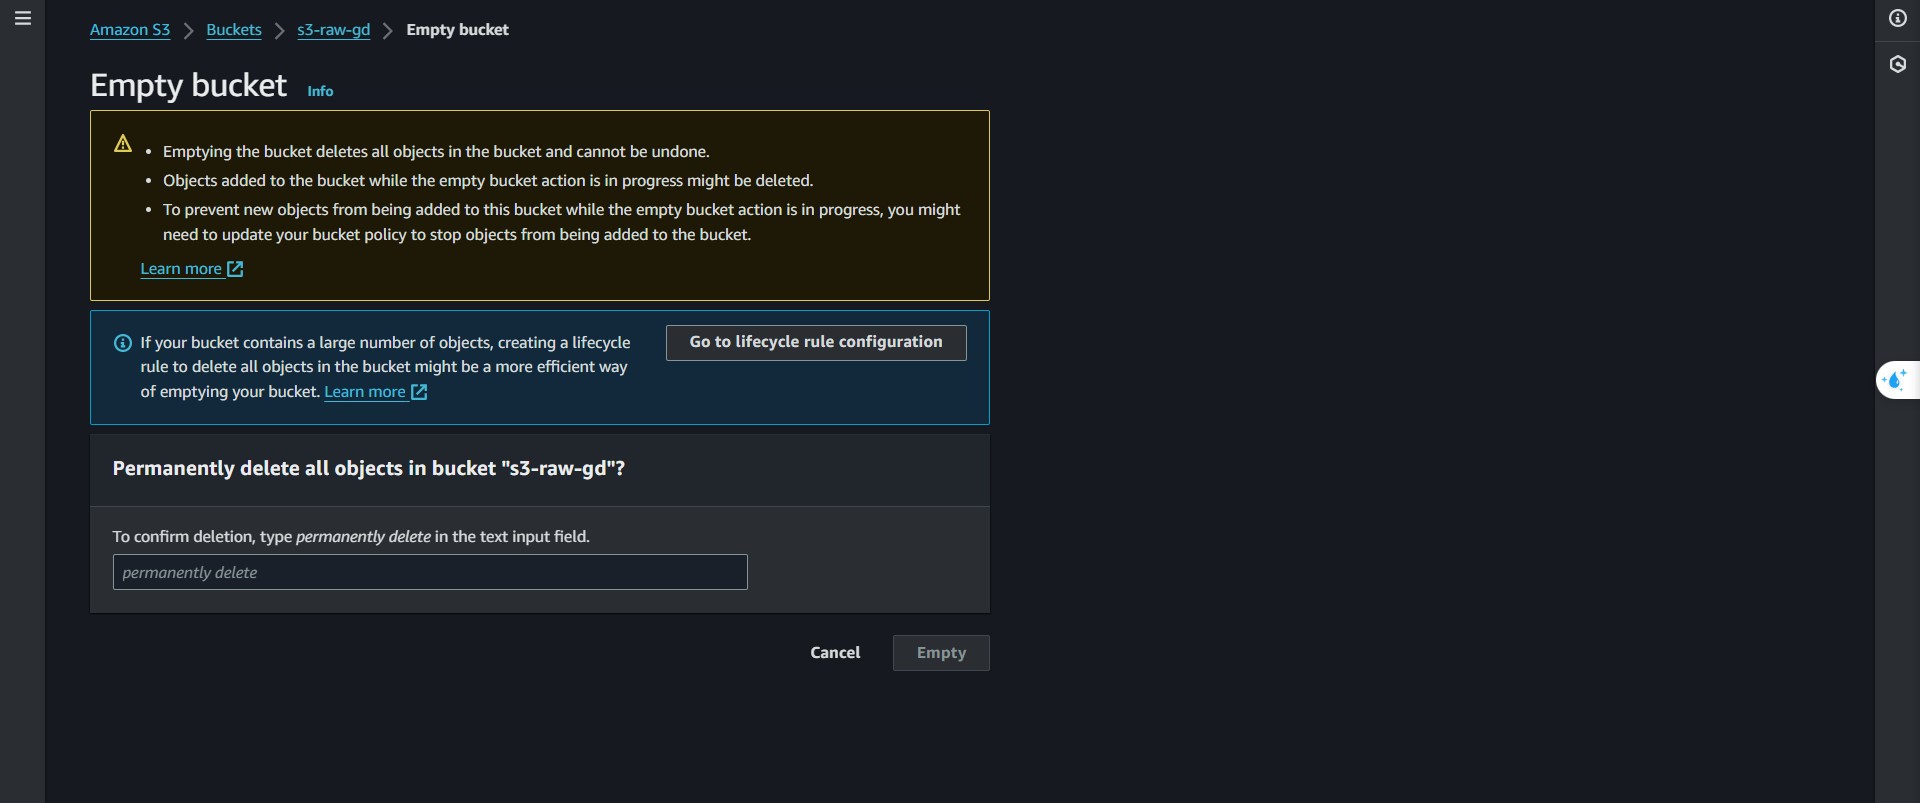 Amazon S3 > Buckets > s3-raw-gd > Empty bucket
Empty bucket Info
• Emptying the bucket deletes all objects in the bucket and cannot be undone.
• Objects added to the bucket while the empty bucket action is in progress might be deleted.
• To prevent new objects from being added to this bucket while the empty bucket action is in progress, you might
need to update your bucket policy to stop objects from being added to the bucket.
Learn more
If your bucket contains a large number of objects, creating a lifecycle
rule to delete all objects in the bucket might be a more efficient way
of emptying your bucket. Learn more
Go to lifecycle rule configuration
Permanently delete all objects in bucket "s3-raw-gd"?
To confirm deletion, type permanently delete in the text input field.
permanently delete
Cancel Empty